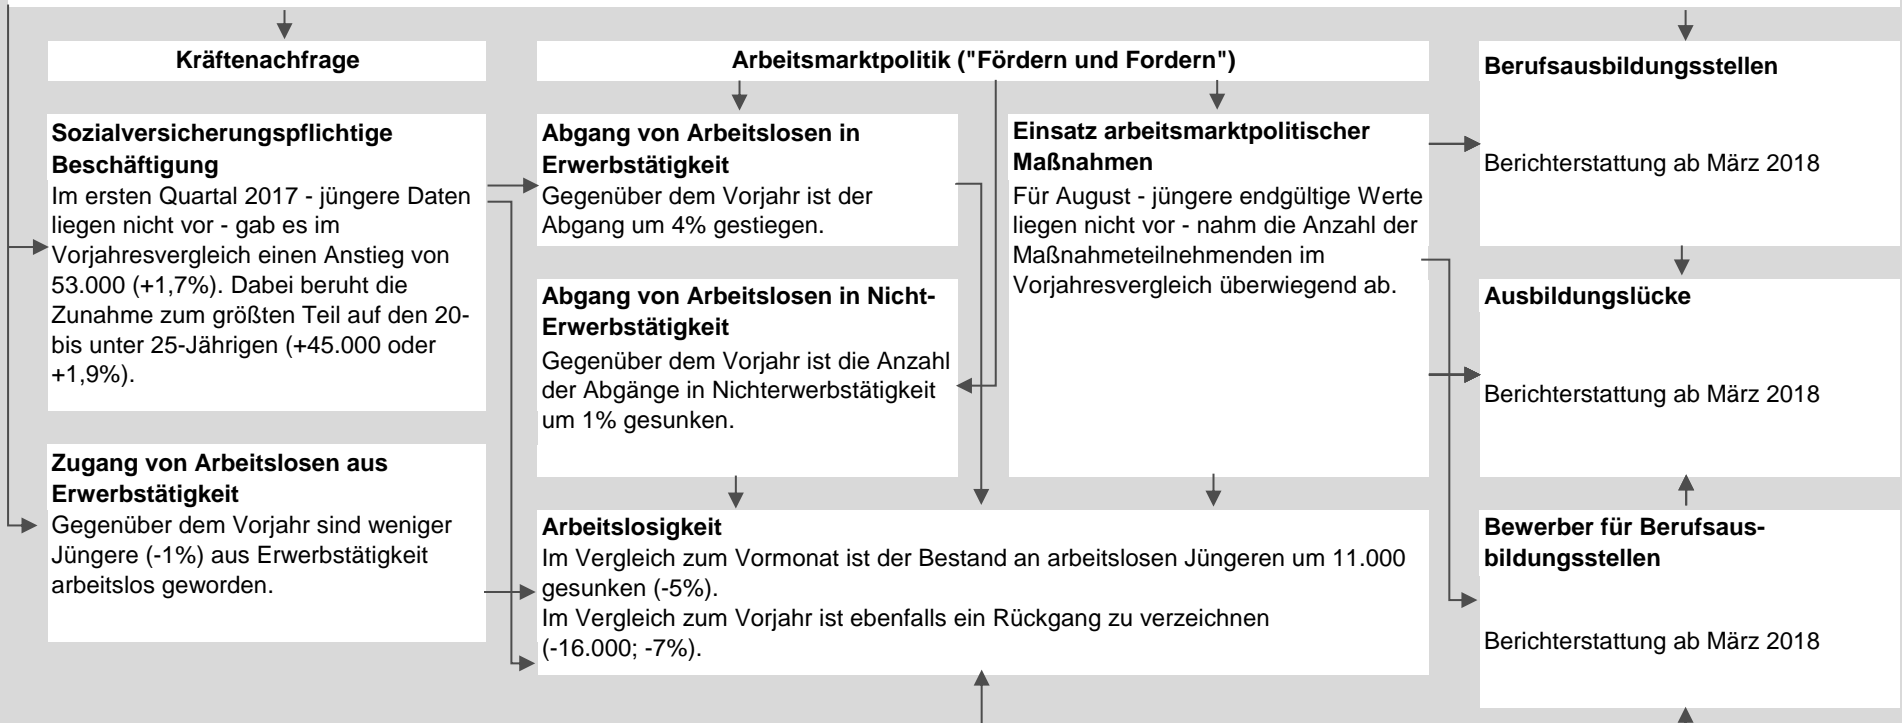 Kräftenachfrage
Arbeitsmarktpolitik ("Fördern und Fordern")
Berufsausbildungsstellen
Berichterstattung ab März 2018
Sozialversicherungspflichtige
Beschäftigung
Im ersten Quartal 2017 - jüngere Daten
liegen nicht vor - gab es im
Vorjahresvergleich einen Anstieg von
53.000 (+1,7%). Dabei beruht die
Zunahme zum größten Teil auf den 20-
bis unter 25-Jährigen (+45.000 oder
+1,9%).
Abgang von Arbeitslosen in
Erwerbstätigkeit
Gegenüber dem Vorjahr ist der
Abgang um 4% gestiegen.
Einsatz arbeitsmarktpolitischer
Maßnahmen
Für August - jüngere endgültige Werte
liegen nicht vor - nahm die Anzahl der
Maßnahmeteilnehmenden im
Vorjahresvergleich überwiegend ab.
Abgang von Arbeitslosen in Nicht-
Erwerbstätigkeit
Gegenüber dem Vorjahr ist die Anzahl
der Abgänge in Nichterwerbstätigkeit
um 1% gesunken.
Ausbildungslücke
Berichterstattung ab März 2018
Zugang von Arbeitslosen aus
Erwerbstätigkeit
Gegenüber dem Vorjahr sind weniger
Jüngere (-1%) aus Erwerbstätigkeit
arbeitslos geworden.
Arbeitslosigkeit
Im Vergleich zum Vormonat ist der Bestand an arbeitslosen Jüngeren um 11.000
gesunken (-5%).
Im Vergleich zum Vorjahr ist ebenfalls ein Rückgang zu verzeichnen
(-16.000; -7%).
Bewerber für Berufsaus-
bildungsstellen
Berichterstattung ab März 2018